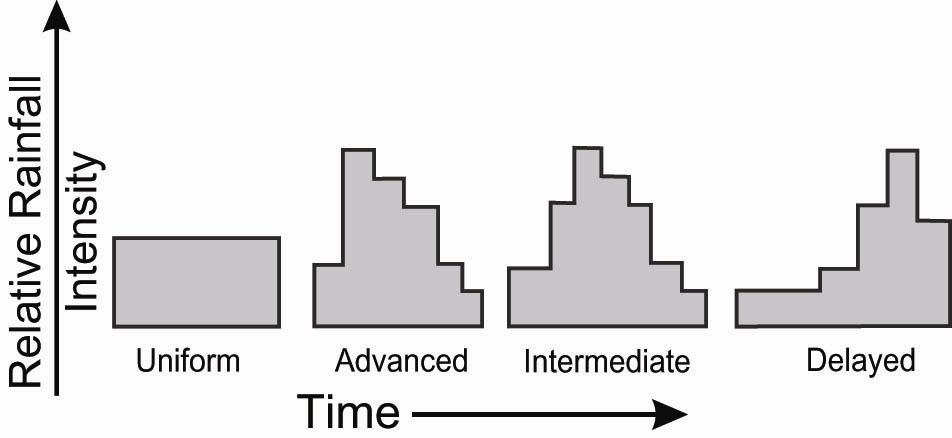 Relative Rainfall
Intensity
Uniform
Advanced
Intermediate
Delayed
Time